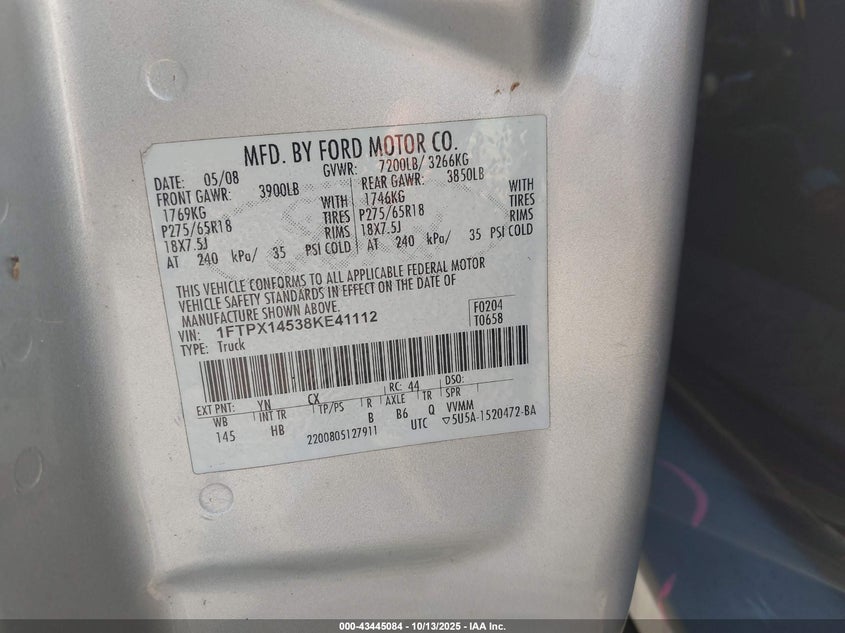 MFD. BY FORD MOTOR CO.
DATE: 05/08 GVWR: 7200LB/ 3266KG
FRONT GAWR: 3900LB REAR GAWR: 3850LB
1769KG WITH 1746KG WITH
P275/65R18 TIRES P275/65R18 TIRES
18X7.5J RIMS 18X7.5J RIMS
AT 240 kPa/ 35 PSI COLD AT 240 kPa/ 35 PSI COLD
THIS VEHICLE CONFORMS TO ALL APPLICABLE FEDERAL MOTOR
VEHICLE SAFETY STANDARDS IN EFFECT ON THE DATE OF
MANUFACTURE SHOWN ABOVE.
VIN: 1FTPX14538KE41112 F0204
TYPE: Truck T0658
EXT PNT: YN CX RC: 44 DSO:
WB INT TR TP/PS R AXLE TR SPR
145 HB B B6 Q VVMM
2200805127911 UTC ▽5U5A-1520472-BA
000-43445084 - 10/13/2025 - IAA Inc.